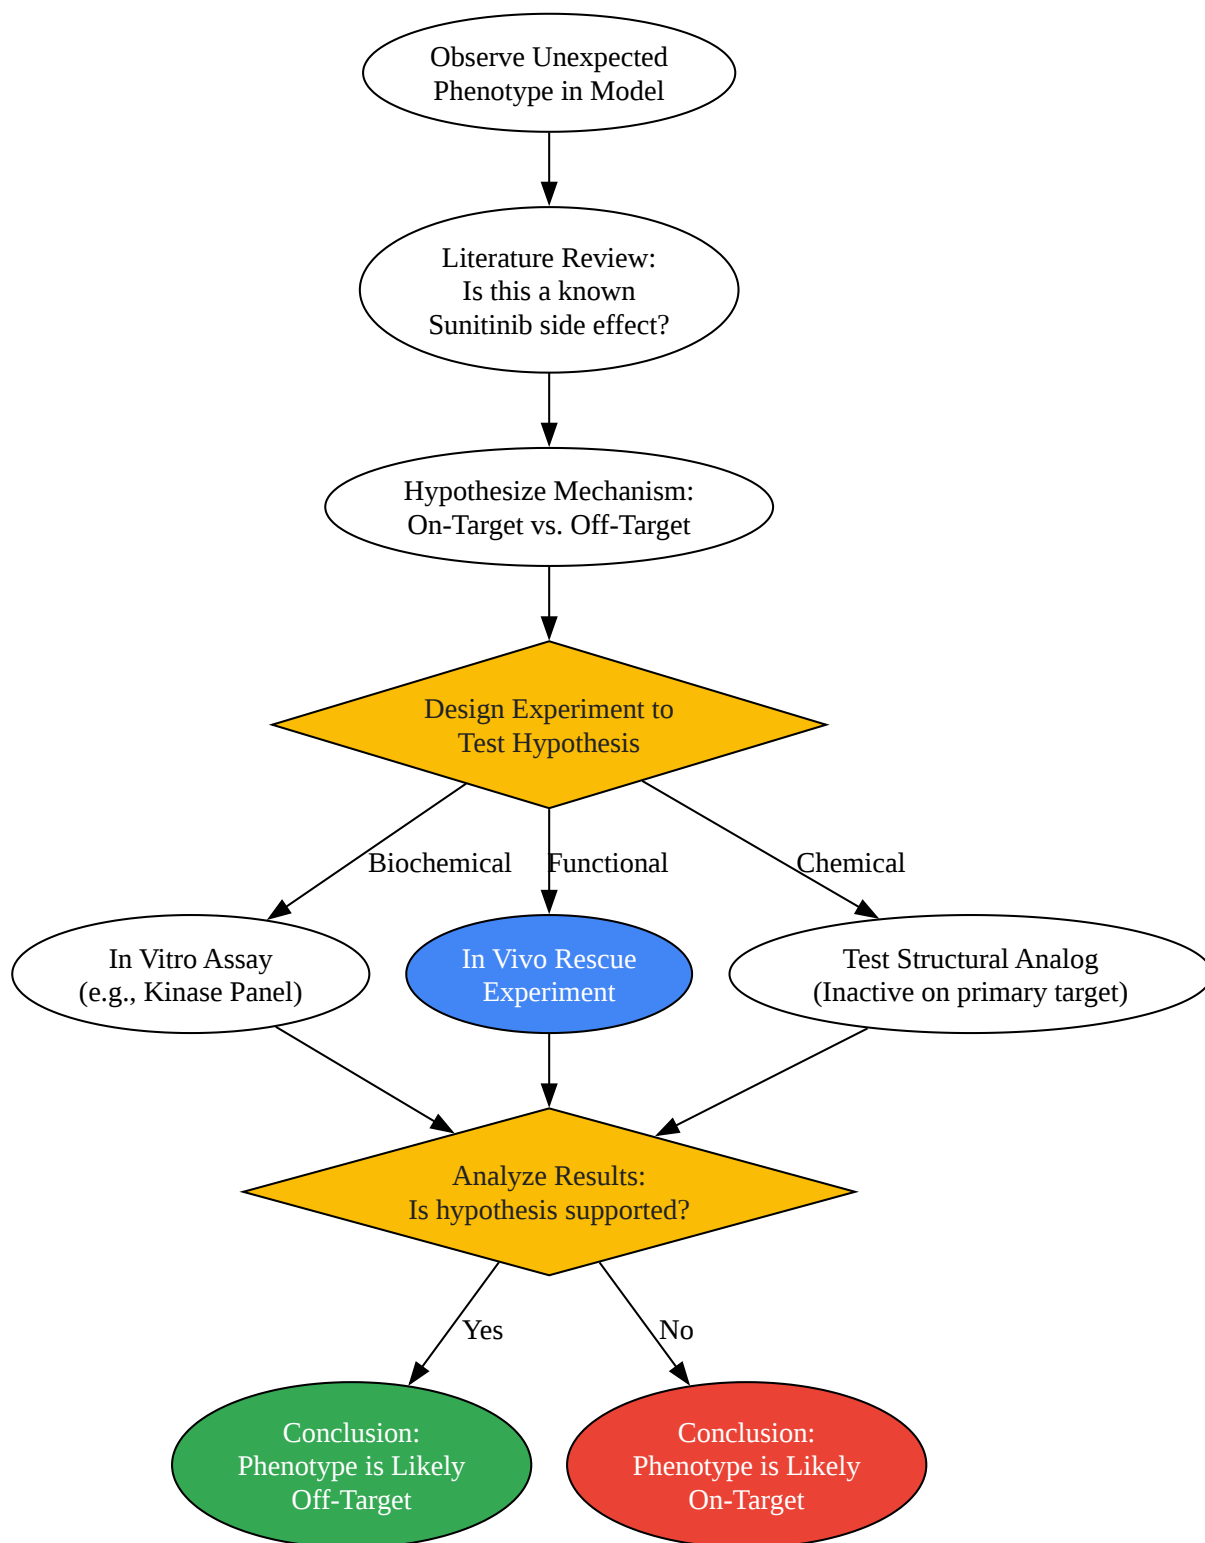 Observe Unexpected
Phenotype in Model
Literature Review:
Is this a known
Sunitinib side effect?
Hypothesize Mechanism:
On-Target vs. Off-Target
Design Experiment to
Test Hypothesis
Biochemical
Functional
Chemical
In Vitro Assay
(e.g., Kinase Panel)
In Vivo Rescue
Experiment
Test Structural Analog
(Inactive on primary target)
Analyze Results:
Is hypothesis supported?
Yes
No
Conclusion:
Phenotype is Likely
Off-Target
Conclusion:
Phenotype is Likely
On-Target